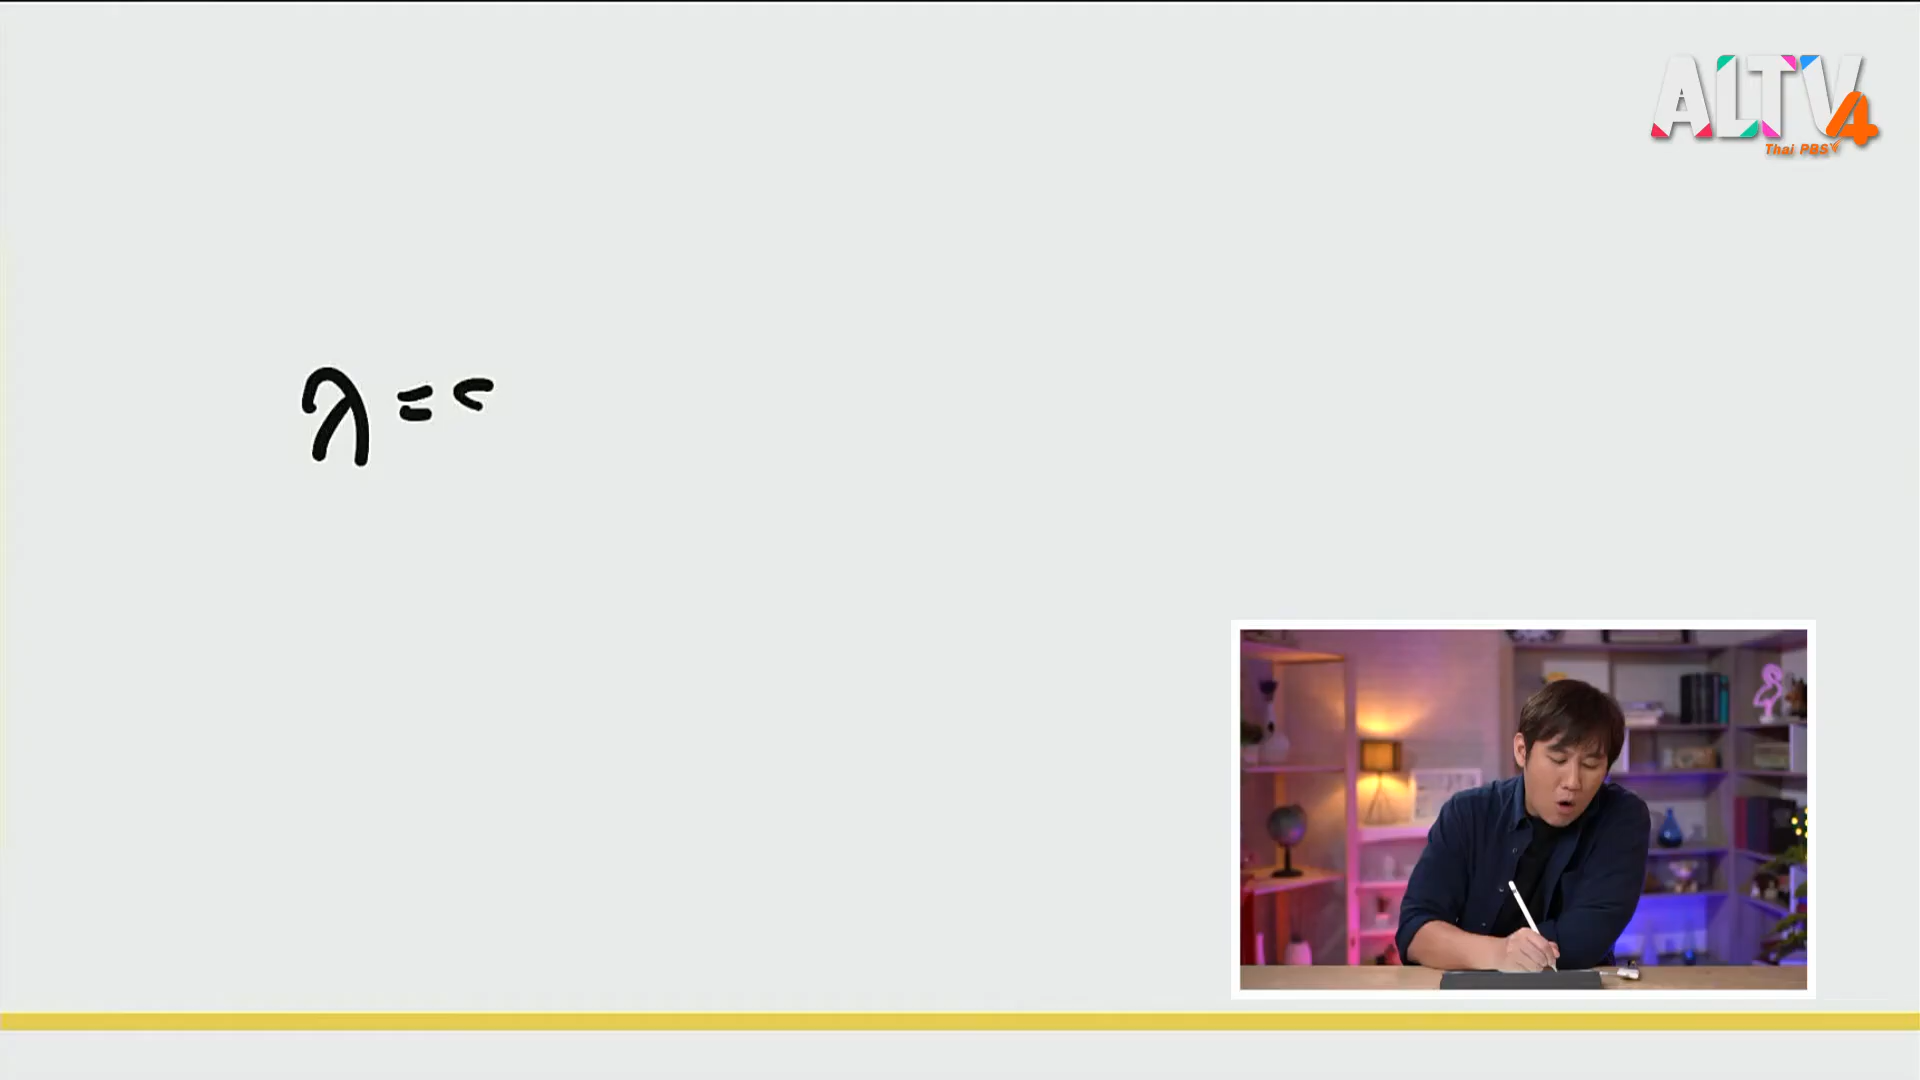 ALTV4
Thai PBS
λ =